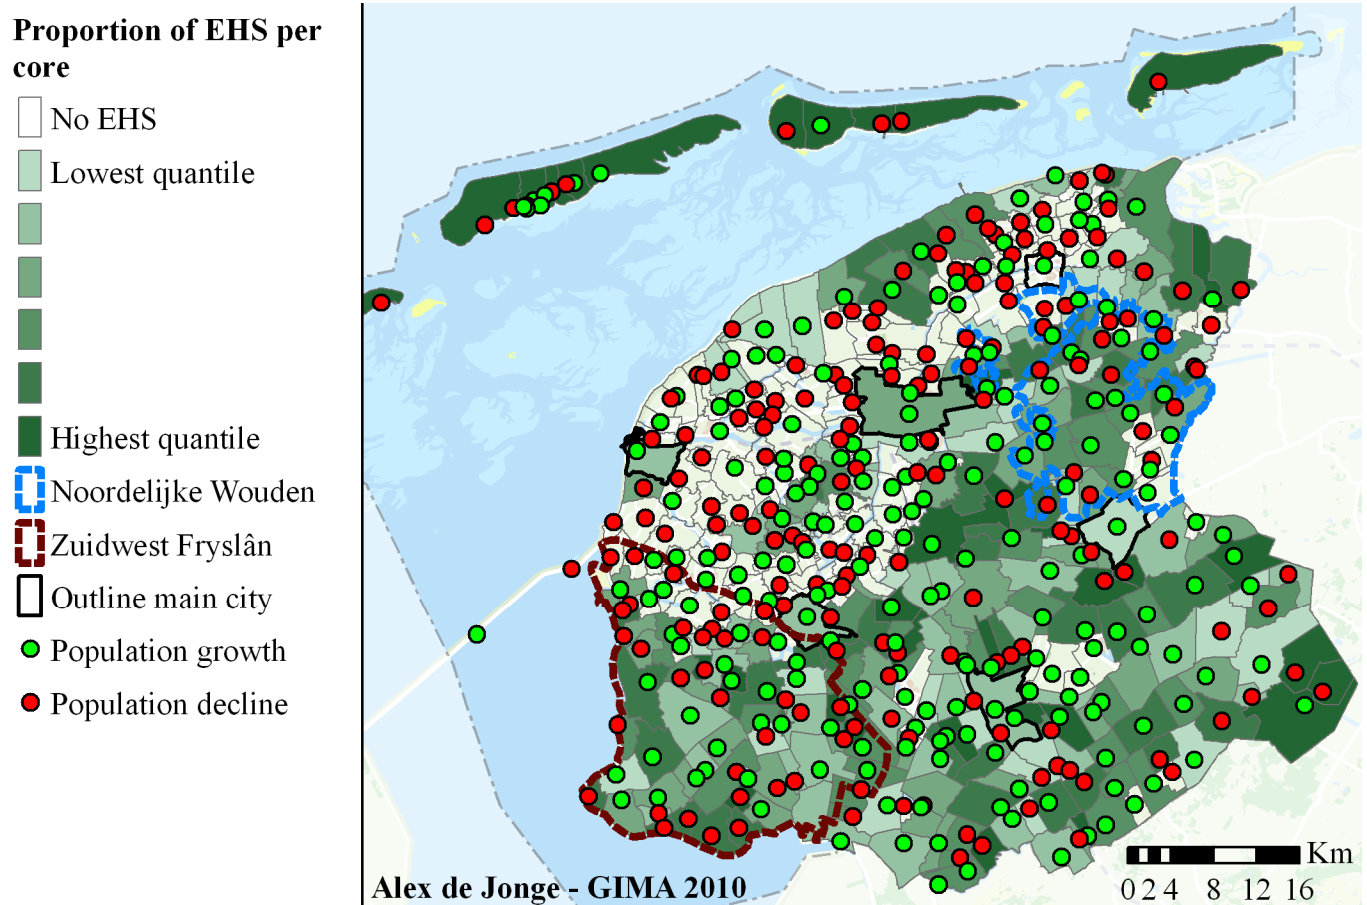 Proportion of EHS per
core
No EHS
Lowest quantile
Highest quantile
Noordelijke Wouden
Zuidwest Fryslân
Outline main city
Population growth
Population decline
Alex de Jonge - GIMA 2010
Km
0 2 4 8 12 16